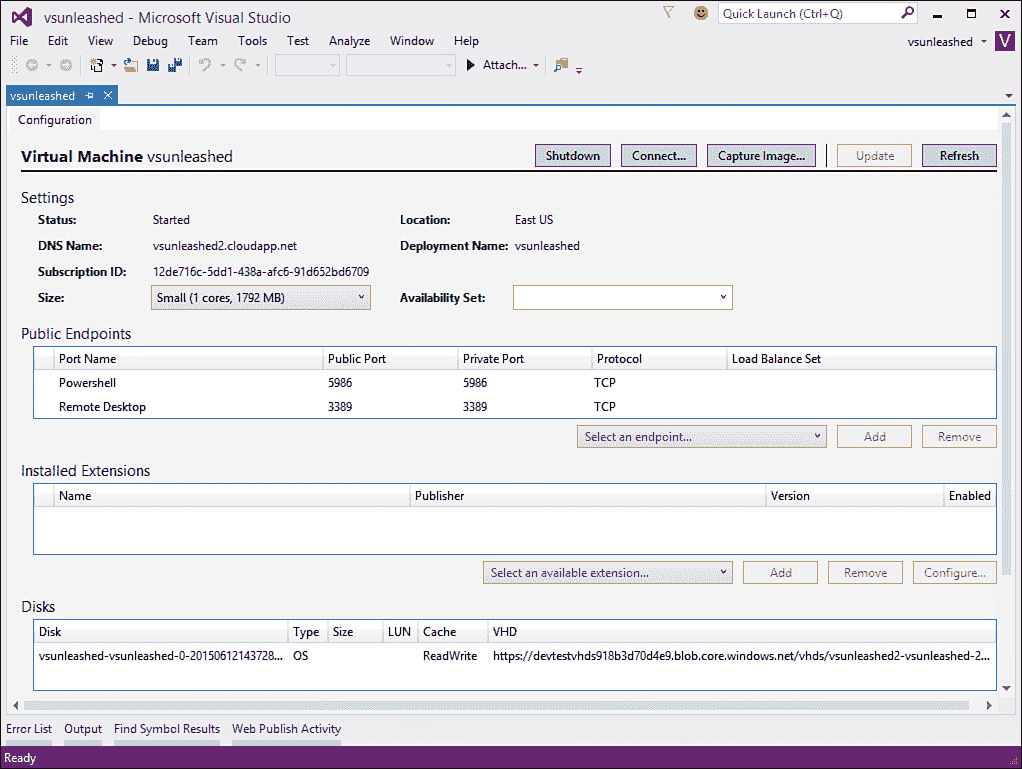 vsunleashed - Microsoft Visual Studio Quick Launch (Ctrl+Q)
File Edit View Debug Team Tools Test Analyze Window Help vsunleashed V
Attach...
vsunleashed
Configuration
Virtual Machine vsunleashed Shutdown Connect... Capture Image... Update Refresh
Settings
Status: Started Location: East US
DNS Name: vsunleashed2.cloudapp.net Deployment Name: vsunleashed
Subscription ID: 12de716c-5dd1-438a-afc6-91d652bd6709
Size: Small (1 cores, 1792 MB) Availability Set:
Public Endpoints
Port Name Public Port Private Port Protocol Load Balance Set
Powershell 5986 5986 TCP
Remote Desktop 3389 3389 TCP
Select an endpoint... Add Remove
Installed Extensions
Name Publisher Version Enabled
Select an available extension... Add Remove Configure...
Disks
Disk Type Size LUN Cache VHD
vsunleashed-vsunleashed-0-20150612143728... OS ReadWrite https://devtestvhds918b3d70d4e9.blob.core.windows.net/vhds/vsunleashed2-vsunleashed-2...
Error List Output Find Symbol Results Web Publish Activity
Ready